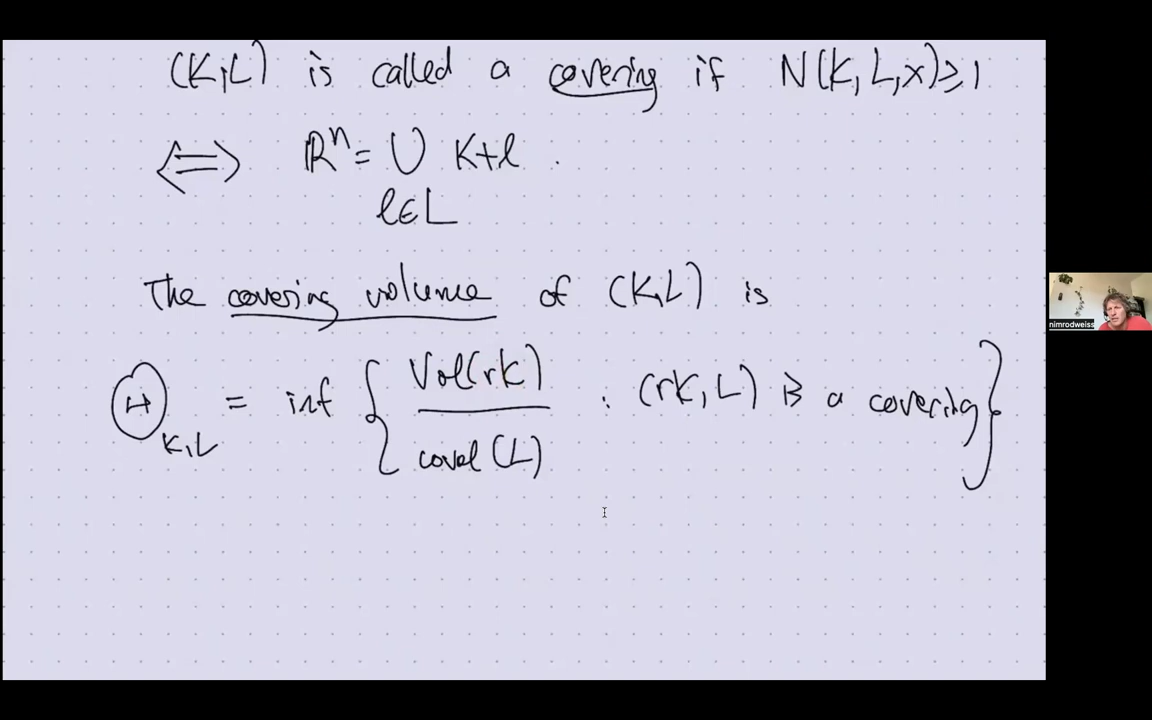 (K,L) is called a covering if N(K,L,x)≥1
⇔ ℝⁿ = ∪ K+ℓ .
ℓ∈L
The covering volume of (K,L) is
Θ_{K,L} = inf { Vol(rK) / covol(L) : (rK,L) is a covering }
nimrodweiss